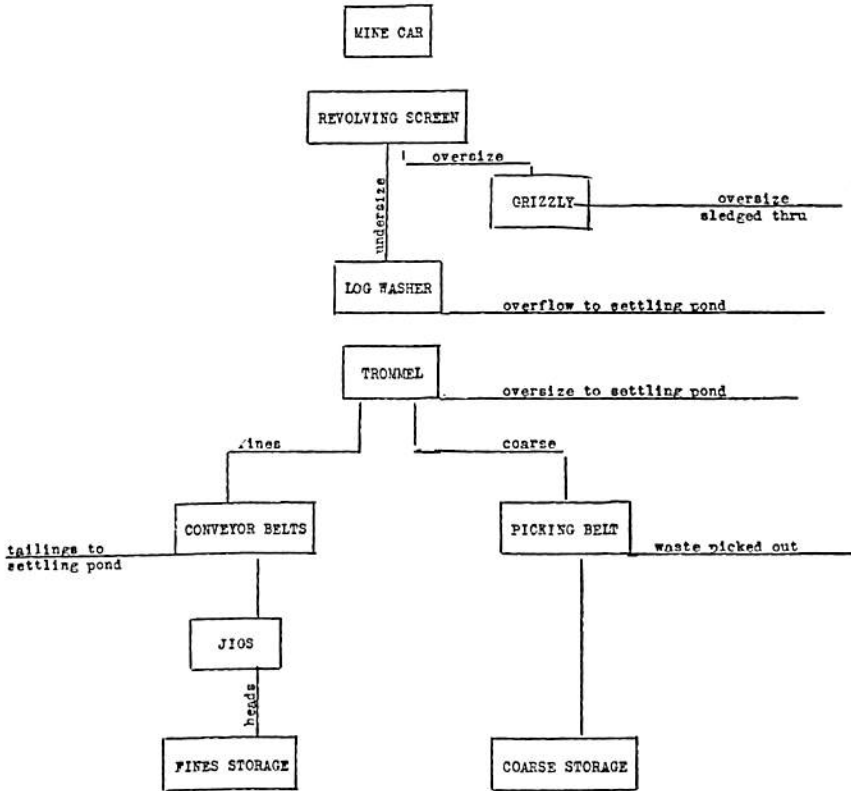 MINE CAR
REVOLVING SCREEN
oversize
undersize
GRIZZLY
oversize
sledged thru
LOG WASHER
overflow to settling pond
TROMMEL
oversize to settling pond
fines
coarse
CONVEYOR BELTS
PICKING BELT
tailings to
settling pond
waste picked out
JIGS
heads
FINES STORAGE
COARSE STORAGE